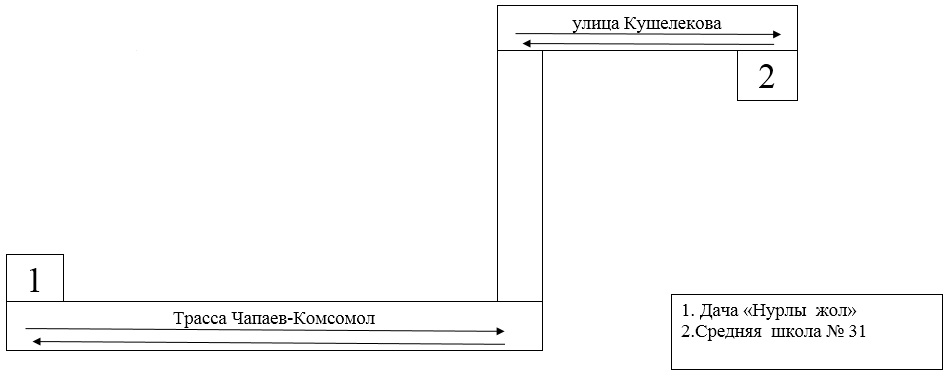 улица Кушелекова
2
1
Трасса Чапаев-Комсомол
1. Дача «Нурлы жол»
2.Средняя школа № 31